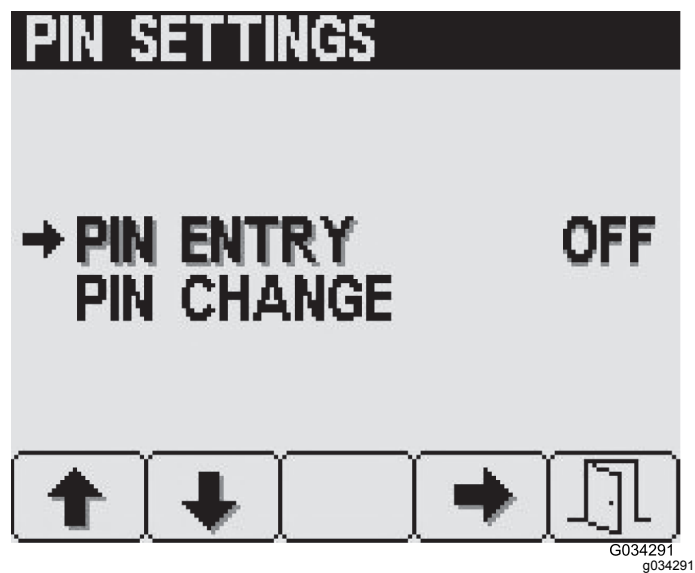 PIN SETTINGS
PIN ENTRY OFF
PIN CHANGE
G034291
g034291